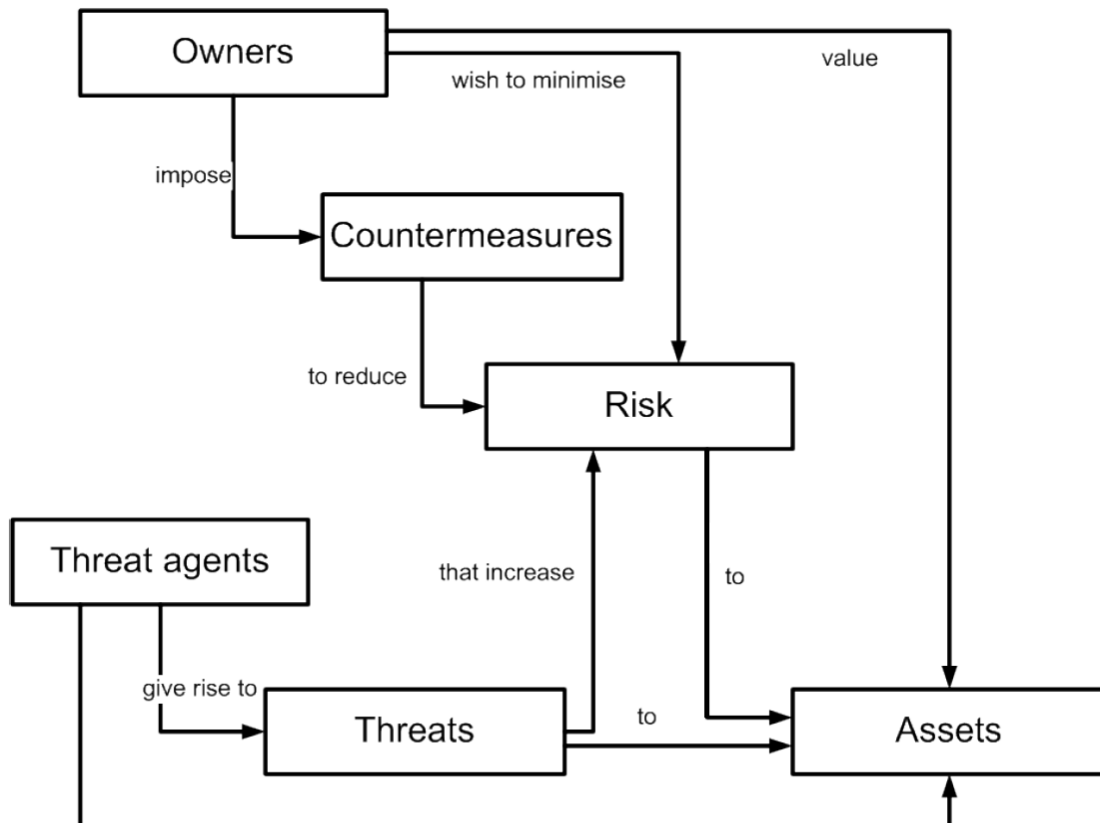 Owners
value
wish to minimise
impose
Countermeasures
to reduce
Risk
Threat agents
that increase
to
give rise to
Threats
to
Assets